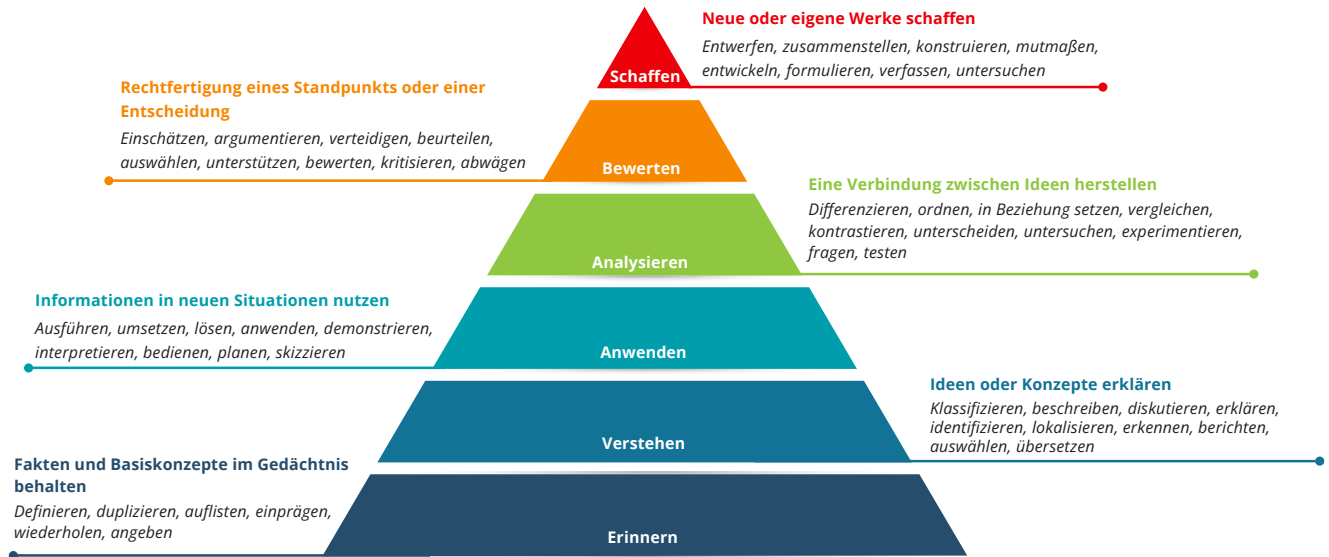 Neue oder eigene Werke schaffen
Entwerfen, zusammenstellen, konstruieren, mutmaßen,
entwickeln, formulieren, verfassen, untersuchen
Schaffen
Rechtfertigung eines Standpunkts oder einer
Entscheidung
Einschätzen, argumentieren, verteidigen, beurteilen,
auswählen, unterstützen, bewerten, kritisieren, abwägen
Bewerten
Eine Verbindung zwischen Ideen herstellen
Differenzieren, ordnen, in Beziehung setzen, vergleichen,
kontrastieren, unterscheiden, untersuchen, experimentieren,
fragen, testen
Analysieren
Informationen in neuen Situationen nutzen
Ausführen, umsetzen, lösen, anwenden, demonstrieren,
interpretieren, bedienen, planen, skizzieren
Anwenden
Ideen oder Konzepte erklären
Klassifizieren, beschreiben, diskutieren, erklären,
identifizieren, lokalisieren, erkennen, berichten,
auswählen, übersetzen
Verstehen
Fakten und Basiskonzepte im Gedächtnis
behalten
Definieren, duplizieren, auflisten, einprägen,
wiederholen, angeben
Erinnern